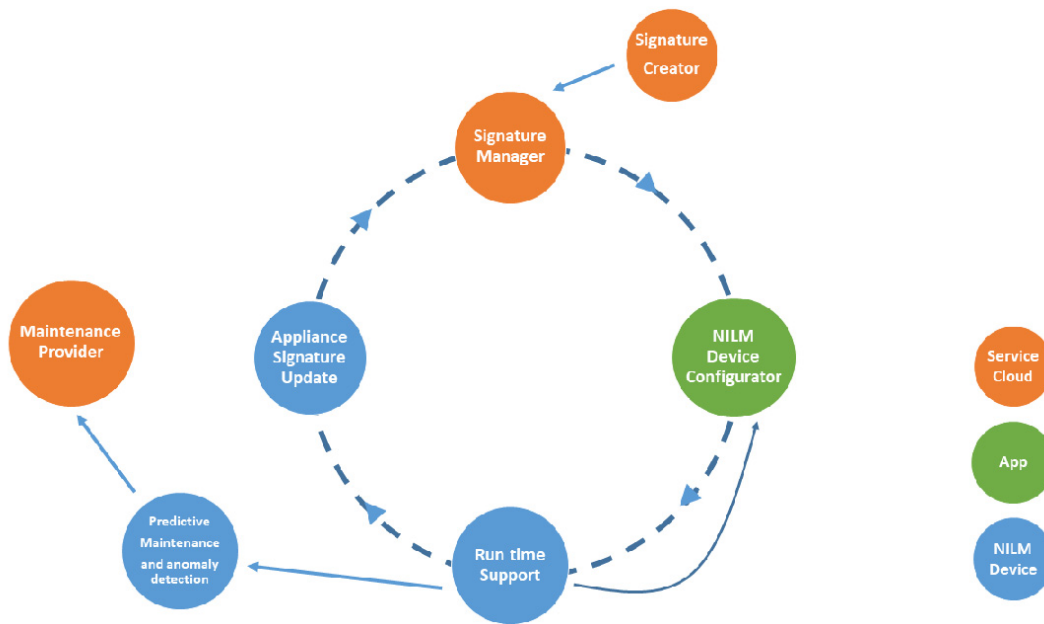 Signature
Creator
Signature
Manager
Maintenance
Provider
Appliance
Signature
Update
NILM
Device
Configurator
Service
Cloud
App
Predictive
Maintenance
and anomaly
detection
Run time
Support
NILM
Device